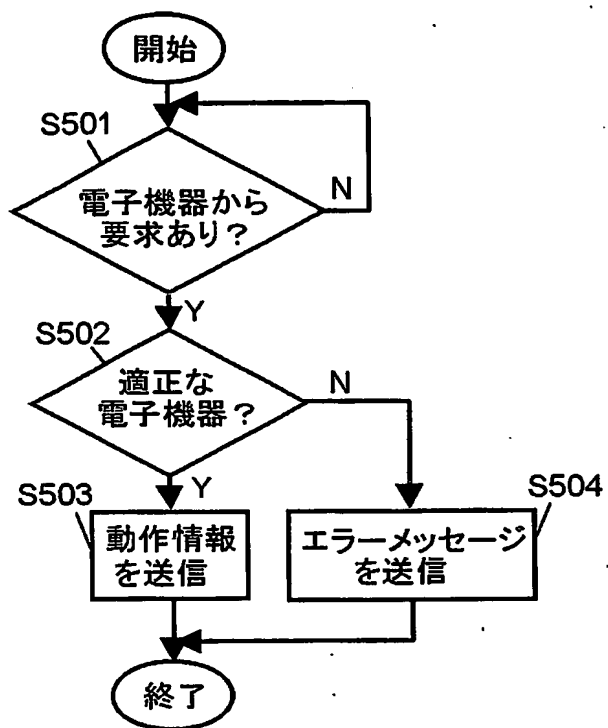 開始
S501
電子機器から
要求あり?
N
Y
S502
適正な
電子機器?
N
Y
S503
動作情報
を送信
S504
エラーメッセージ
を送信
終了